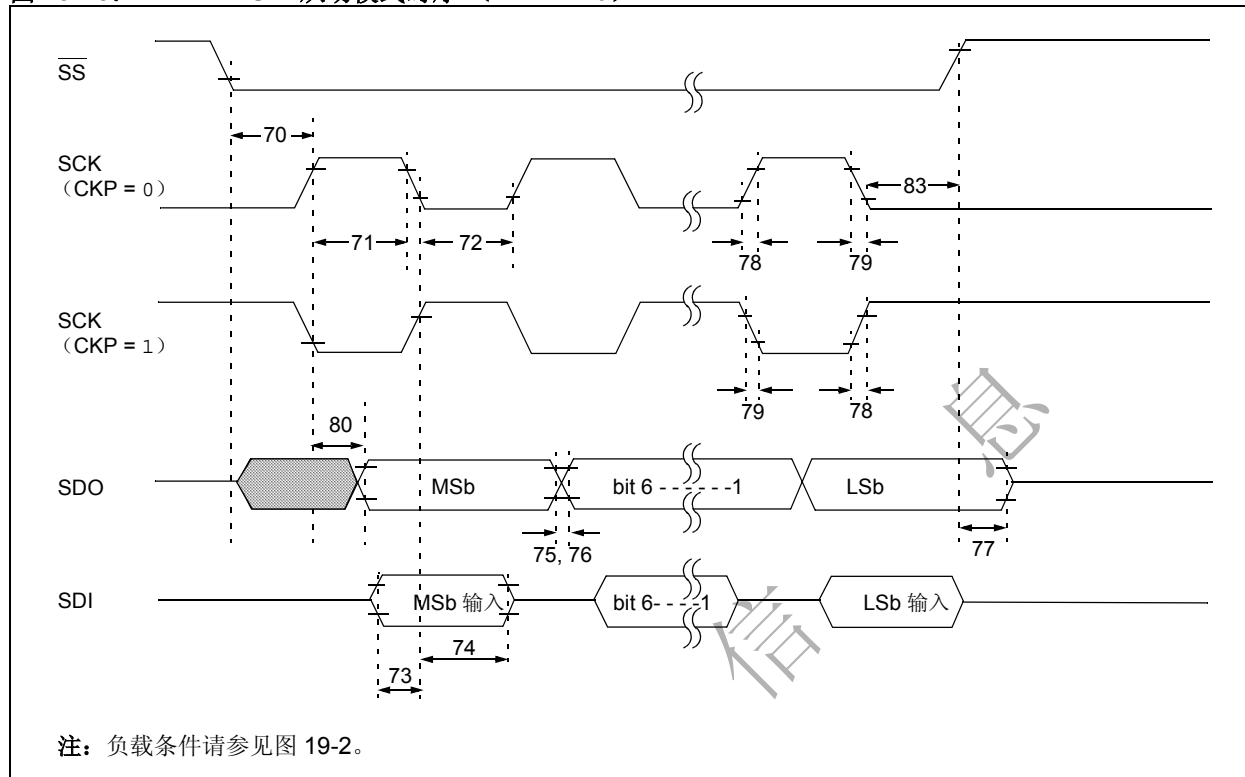 SS
70
SCK
（CKP = 0）
83
71
72
78
79
SCK
（CKP = 1）
79
78
80
SDO
MSb
bit 6 - - - - - -1
LSb
75, 76
77
SDI
MSb 输入
bit 6- - - -1
LSb 输入
74
73
信息
注：负载条件请参见图 19-2。